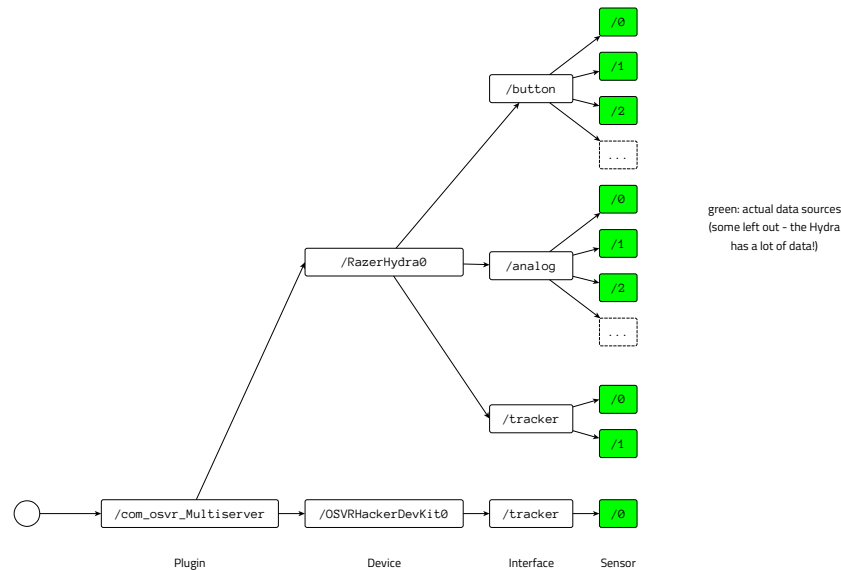 /0
/1
/button
/2
...
/0
green: actual data sources
(some left out - the Hydra
has a lot of data!)
/1
/RazerHydra0
/analog
/2
...
/0
/tracker
/1
/com_osvr_Multiserver
/OSVRHackerDevKit0
/tracker
/0
Plugin
Device
Interface
Sensor